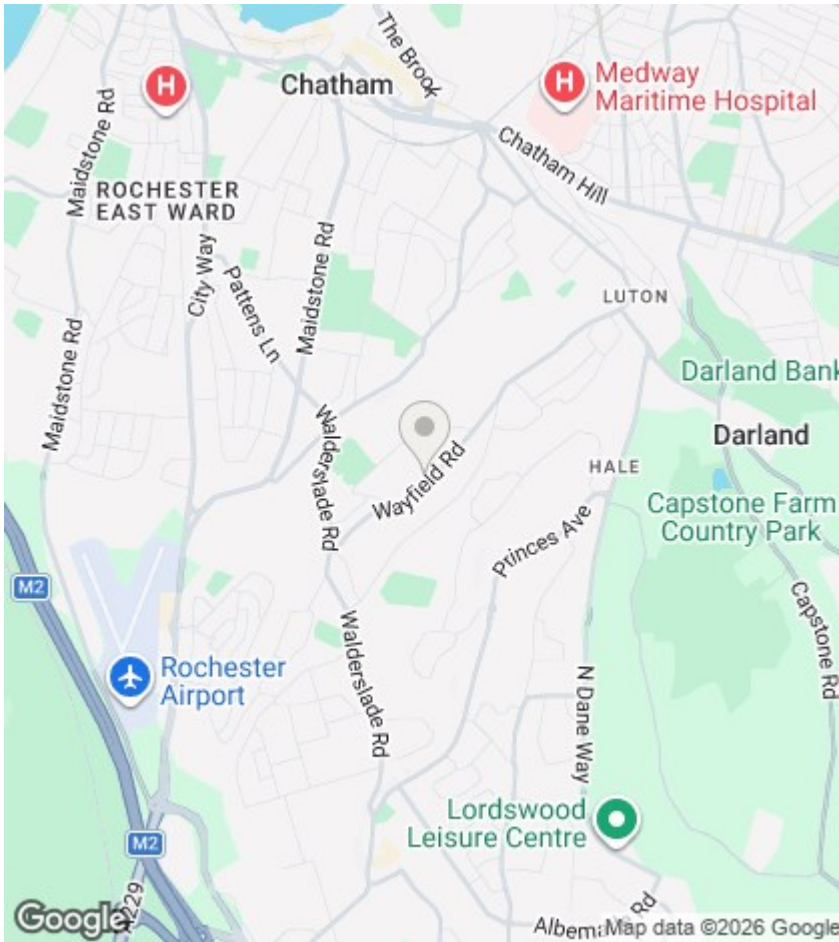 The Brook
Chatham
H
H
Medway
Maritime Hospital
Maidstone Rd
Chatham Hill
ROCHESTER
EAST WARD
City Way
Maidstone Rd
Pattens Ln
LUTON
Maidstone Rd
Darland Bank
Walderslade Rd
Darland
Wayfield Rd
HALE
Capstone Farm
Country Park
Princes Ave
M2
Capstone Rd
Walderslade Rd
Rochester
Airport
N Dane Way
Lordswood
Leisure Centre
M2
A229
Google
Rd
Map data ©2026 Google